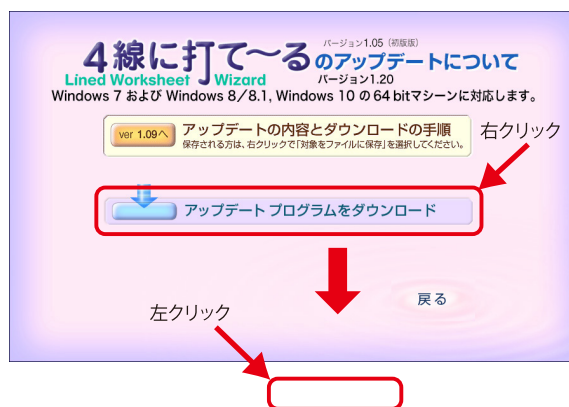 バージョン1.05（初版版）
4線に打て〜る のアップデートについて
Lined Worksheet Wizard バージョン1.20
Windows 7 および Windows 8／8.1, Windows 10 の 64 bitマシーンに対応します。
ver 1.09へ アップデートの内容とダウンロードの手順
保存される方は、右クリックで「対象をファイルに保存」を選択してください。
右クリック
アップデート プログラムをダウンロード
戻る
左クリック